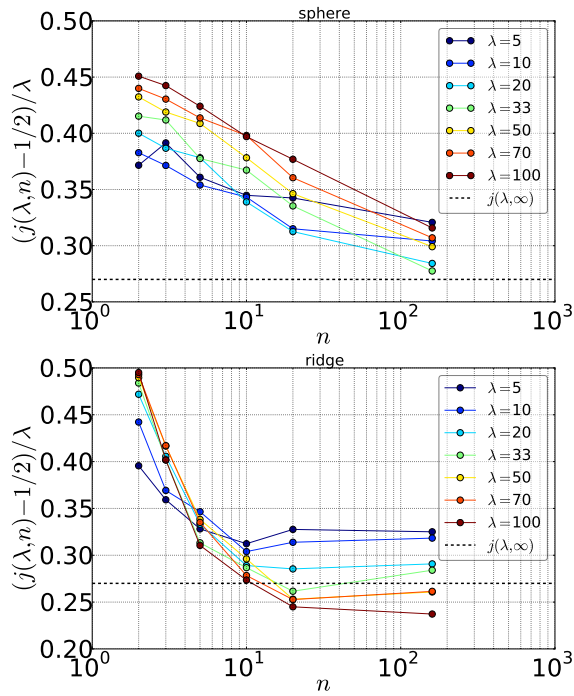 sphere
0.50
0.45
0.40
0.35
0.30
0.25
(j(λ,n)−1/2)/λ
10^0
10^1
10^2
10^3
n
λ=5
λ=10
λ=20
λ=33
λ=50
λ=70
λ=100
j(λ,∞)
ridge
0.50
0.45
0.40
0.35
0.30
0.25
0.20
(j(λ,n)−1/2)/λ
10^0
10^1
10^2
10^3
n
λ=5
λ=10
λ=20
λ=33
λ=50
λ=70
λ=100
j(λ,∞)